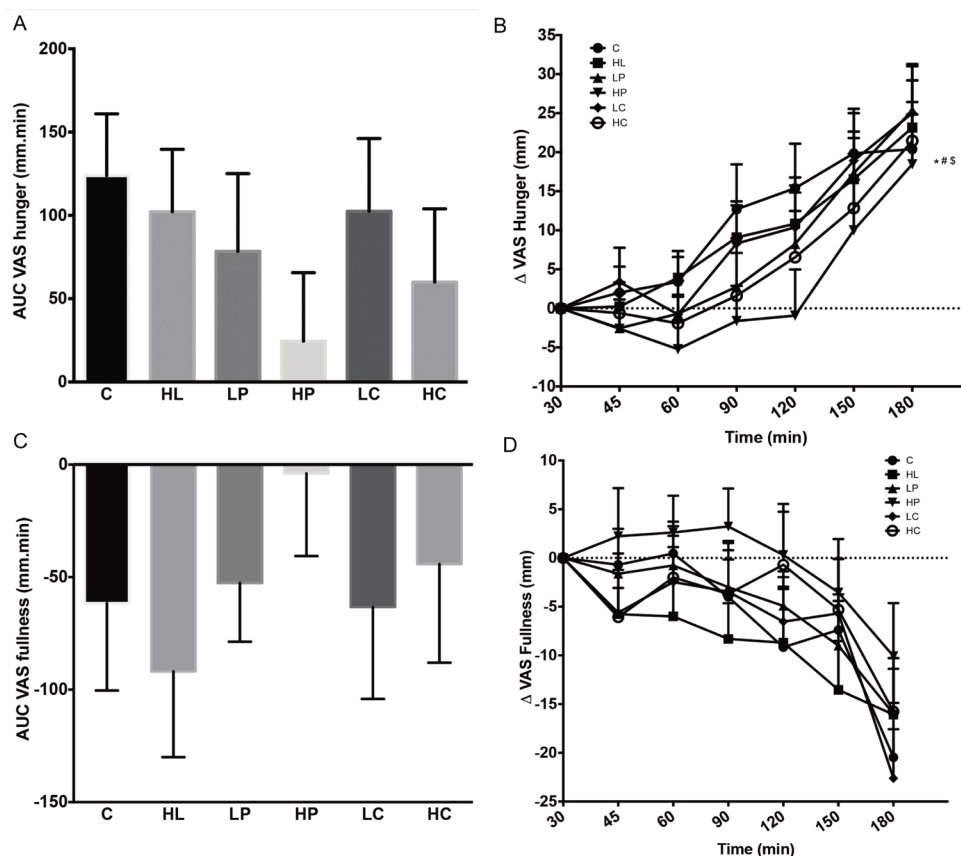 A
AUC VAS hunger (mm.min)
200
150
100
50
0
C HL LP HP LC HC
B
Δ VAS Hunger (mm)
35
30
25
20
15
10
5
0
-5
-10
C
HL
LP
HP
LC
HC
* # $
30 45 60 90 120 150 180
Time (min)
C
AUC VAS fullness (mm.min)
0
-50
-100
-150
C HL LP HP LC HC
D
Δ VAS Fullness (mm)
10
5
0
-5
-10
-15
-20
-25
C
HL
LP
HP
LC
HC
30 45 60 90 120 150 180
Time (min)